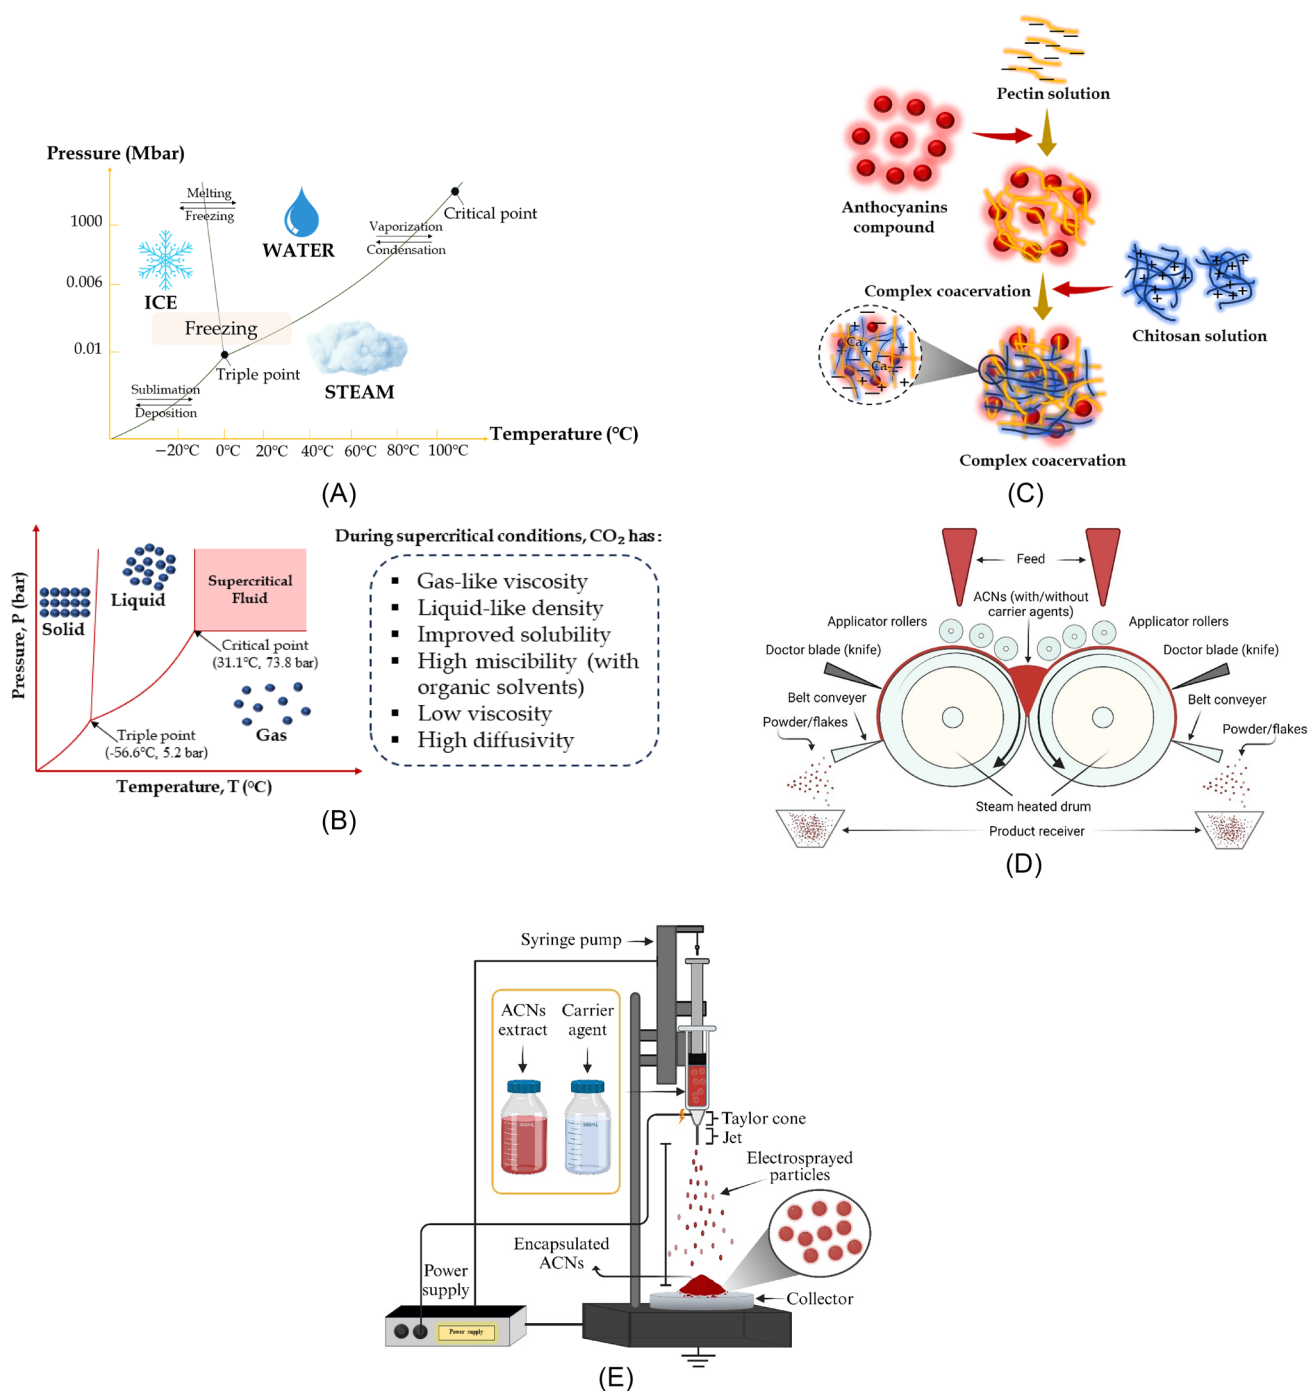 Pressure (Mbar)
1000
0.006
0.01
Melting
Freezing
WATER
Vaporization
Condensation
Critical point
ICE
Freezing
Triple point
STEAM
Sublimation
Deposition
−20°C
0°C
20°C
40°C
60°C
80°C
100°C
Temperature (°C)
(A)
Pectin solution
Anthocyanins
compound
Complex coacervation
Chitosan solution
Ca
Ca
Complex coacervation
(C)
Pressure, P (bar)
Solid
Liquid
Supercritical
Fluid
Critical point
(31.1°C, 73.8 bar)
Gas
Triple point
(-56.6°C, 5.2 bar)
Temperature, T (°C)
During supercritical conditions, CO₂ has:
▪ Gas-like viscosity
▪ Liquid-like density
▪ Improved solubility
▪ High miscibility (with
organic solvents)
▪ Low viscosity
▪ High diffusivity
(B)
Feed
ACNs (with/without
carrier agents)
Applicator rollers
Applicator rollers
Doctor blade (knife)
Doctor blade (knife)
Belt conveyer
Belt conveyer
Powder/flakes
Powder/flakes
Steam heated drum
Product receiver
(D)
Syringe pump
ACNs
extract
Carrier
agent
500mL
500mL
Taylor cone
Jet
Electrosprayed
particles
Encapsulated
ACNs
Power
supply
Collector
Power supply
(E)